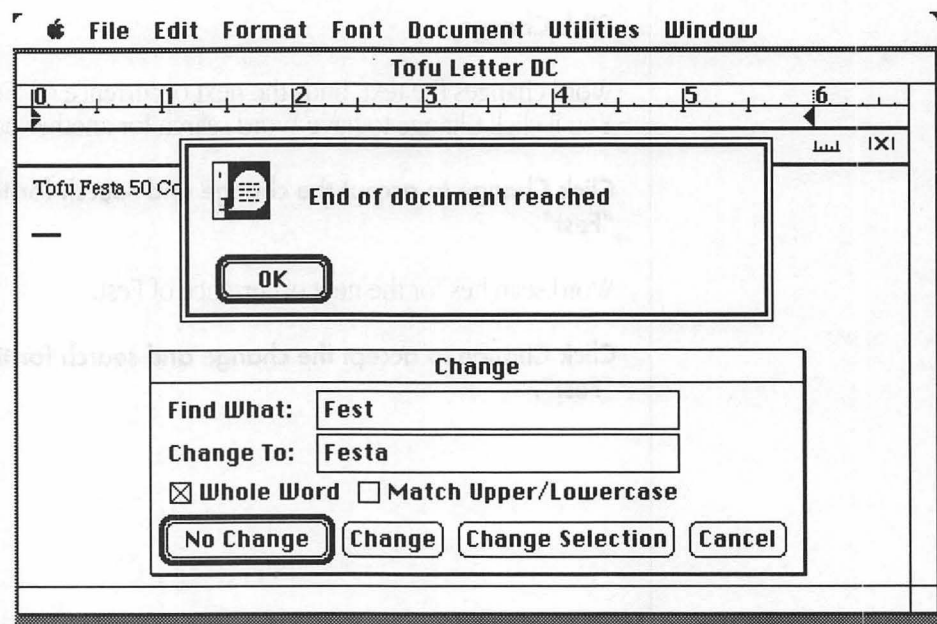 File Edit Format Font Document Utilities Window
Tofu Letter DC
0 1 2 3 4 5 6
End of document reached
Tofu Festa 50 Co
OK
Change
Find What: Fest
Change To: Festa
Whole Word Match Upper/Lowercase
No Change Change Change Selection Cancel